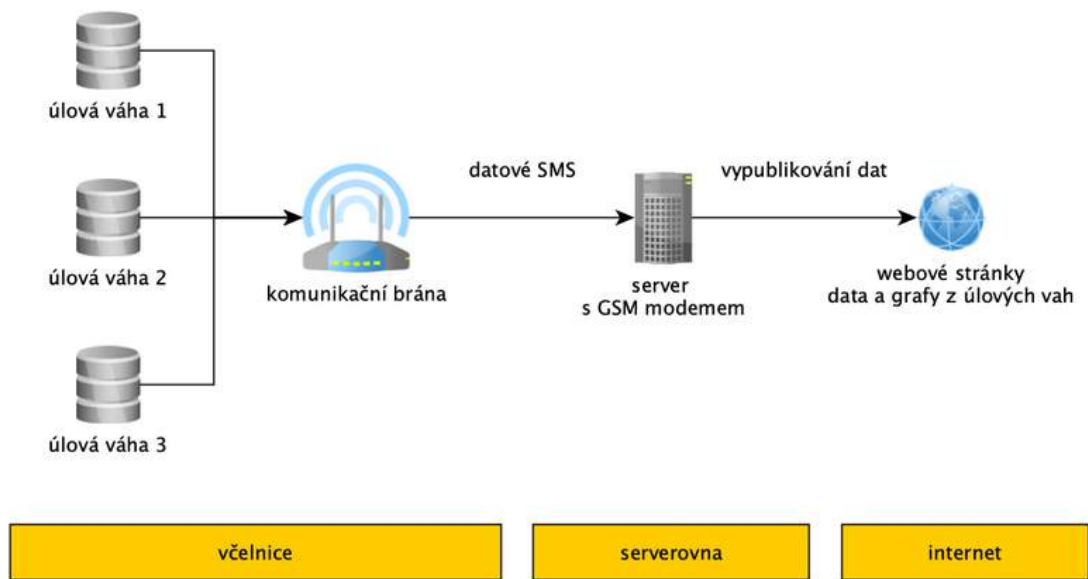 úlová váha 1
datové SMS
vypublikování dat
úlová váha 2
komunikační brána
server
s GSM modemem
webové stránky
data a grafy z úlových vah
úlová váha 3
včelnice
serverovna
internet